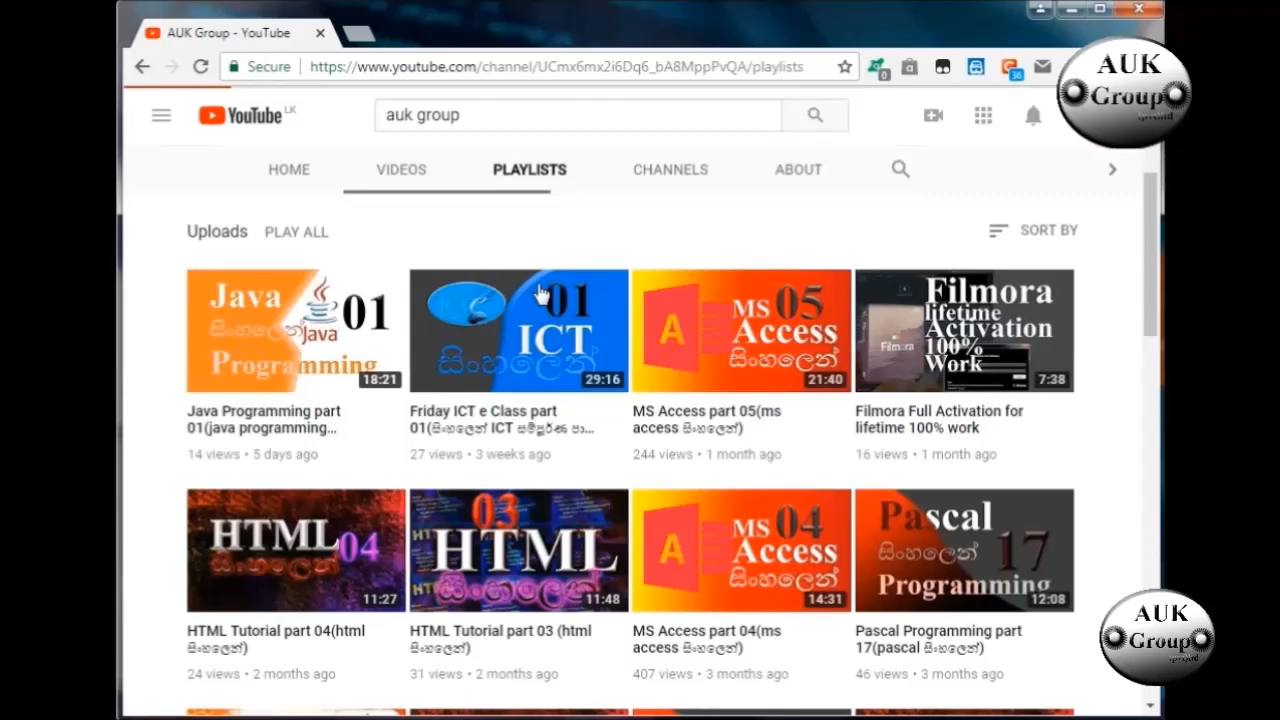 AUK Group - YouTube
Secure
https://www.youtube.com/channel/UCmx6mx2i6Dq6_bA8MppPvQA/playlists
0
36
AUK
Group
YouTube LK
auk group
HOME
VIDEOS
PLAYLISTS
CHANNELS
ABOUT
Uploads
PLAY ALL
SORT BY
Java
සිංහලෙන්
Java
Programming
01
18:21
01
ICT
සිංහලෙන්
29:16
A
MS 05
Access
සිංහලෙන්
21:40
Filmora
lifetime
Activation
100%
Work
Filmora
7:38
Java Programming part
01(java programming...
14 views • 5 days ago
Friday ICT e Class part
01(සිංහලෙන් ICT සම්පූර්ණ පා...
27 views • 3 weeks ago
MS Access part 05(ms
access සිංහලෙන්)
244 views • 1 month ago
Filmora Full Activation for
lifetime 100% work
16 views • 1 month ago
HTML 04
සිංහලෙන්
11:27
03
HTML
සිංහලෙන්
11:48
A
MS 04
Access
සිංහලෙන්
14:31
Pascal
සිංහලෙන් 17
Programming
12:08
HTML Tutorial part 04(html
සිංහලෙන්)
24 views • 2 months ago
HTML Tutorial part 03 (html
සිංහලෙන්)
31 views • 2 months ago
MS Access part 04(ms
access සිංහලෙන්)
407 views • 3 months ago
Pascal Programming part
17(pascal සිංහලෙන්)
46 views • 3 months ago
AUK
Group